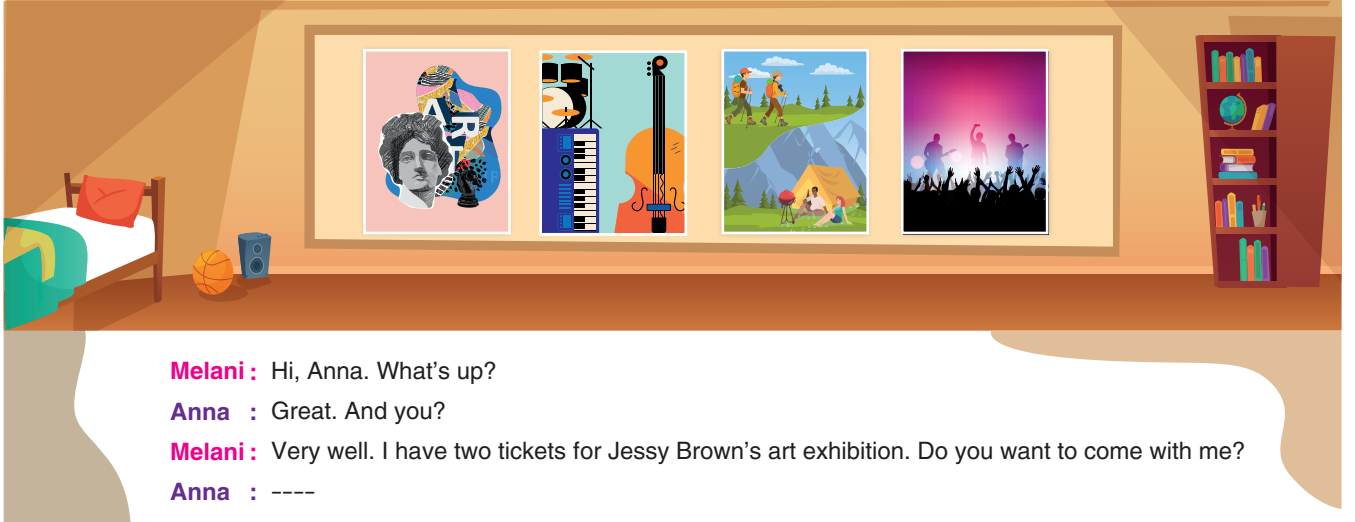 ART
Melani : Hi, Anna. What’s up?
Anna : Great. And you?
Melani : Very well. I have two tickets for Jessy Brown’s art exhibition. Do you want to come with me?
Anna : ----